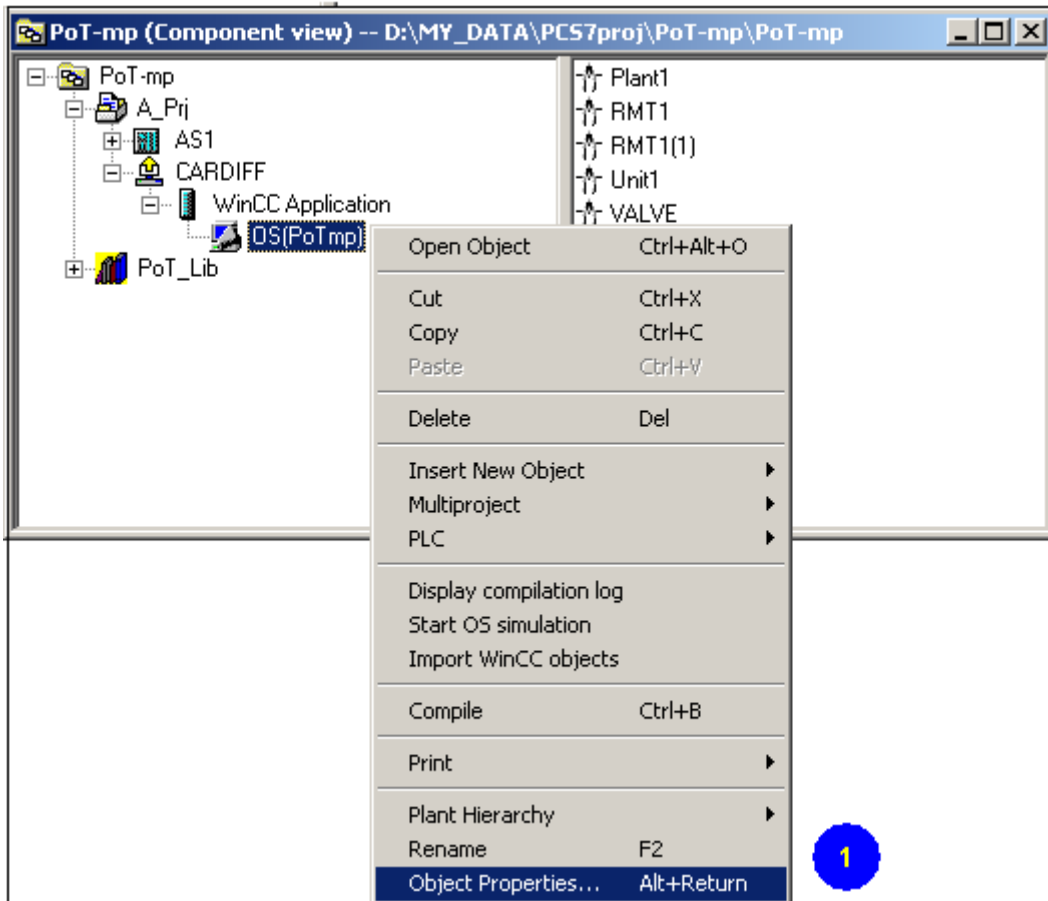 PoT-mp (Component view) -- D:\MY_DATA\PCS7proj\PoT-mp\PoT-mp
PoT-mp
A_Prj
AS1
CARDIFF
WinCC Application
OS(PoTmp)
PoT_Lib
Plant1
RMT1
RMT1(1)
Unit1
VALVE
Open Object Ctrl+Alt+O
Cut Ctrl+X
Copy Ctrl+C
Paste Ctrl+V
Delete Del
Insert New Object
Multiproject
PLC
Display compilation log
Start OS simulation
Import WinCC objects
Compile Ctrl+B
Print
Plant Hierarchy
Rename F2
Object Properties... Alt+Return
1